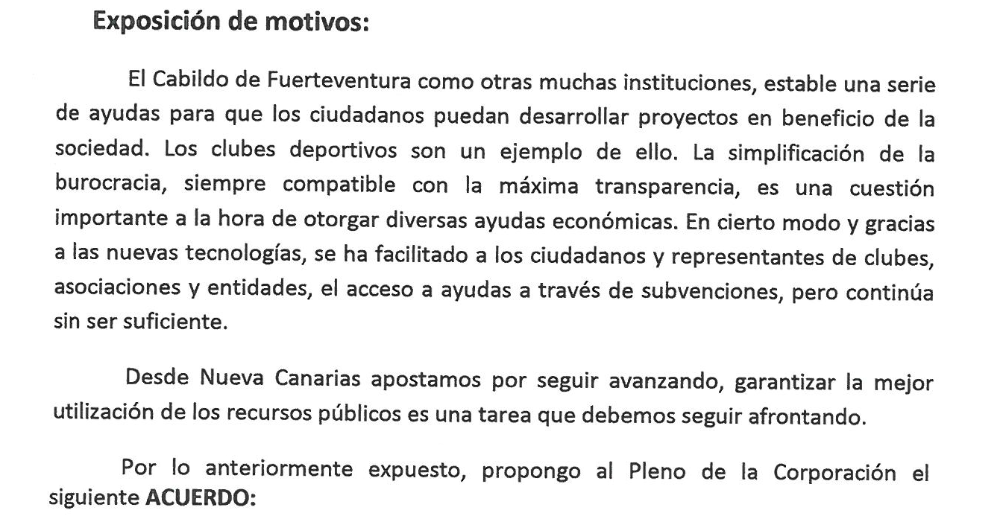 Exposición de motivos:
El Cabildo de Fuerteventura como otras muchas instituciones, estable una serie
de ayudas para que los ciudadanos puedan desarrollar proyectos en beneficio de la
sociedad. Los clubes deportivos son un ejemplo de ello. La simplificación de la
burocracia, siempre compatible con la máxima transparencia, es una cuestión
importante a la hora de otorgar diversas ayudas económicas. En cierto modo y gracias
a las nuevas tecnologías, se ha facilitado a los ciudadanos y representantes de clubes,
asociaciones y entidades, el acceso a ayudas a través de subvenciones, pero continúa
sin ser suficiente.
Desde Nueva Canarias apostamos por seguir avanzando, garantizar la mejor
utilización de los recursos públicos es una tarea que debemos seguir afrontando.
Por lo anteriormente expuesto, propongo al Pleno de la Corporación el
siguiente ACUERDO: